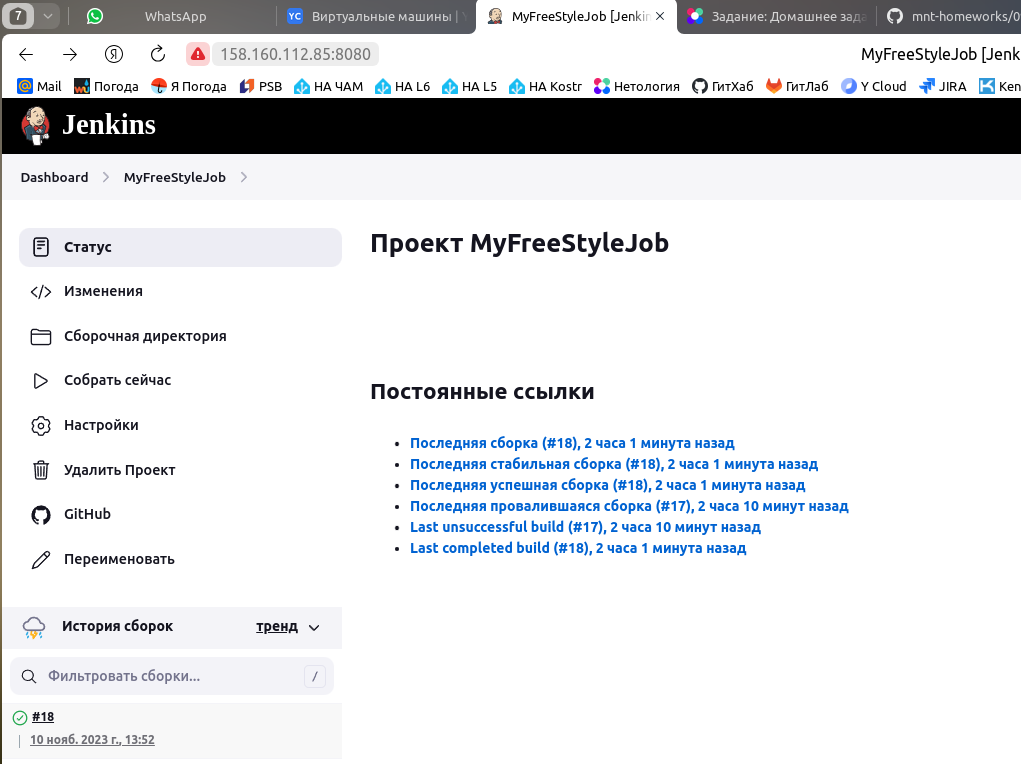 7 WhatsApp YC Виртуальные машины | MyFreeStyleJob [Jenkin Задание: Домашнее зада mnt-homeworks/0
Я 158.160.112.85:8080 MyFreeStyleJob [Jenk
Mail Погода Я Погода PSB НА ЧАМ НА L6 НА L5 НА Kostr Нетология ГитХаб ГитЛаб Y Cloud JIRA Ken
Jenkins
Dashboard MyFreeStyleJob
Статус
Изменения
Сборочная директория
Собрать сейчас
Настройки
Удалить Проект
GitHub
Переименовать
История сборок тренд
Фильтровать сборки... /
#18
10 нояб. 2023 г., 13:52
Проект MyFreeStyleJob
Постоянные ссылки
• Последняя сборка (#18), 2 часа 1 минута назад
• Последняя стабильная сборка (#18), 2 часа 1 минута назад
• Последняя успешная сборка (#18), 2 часа 1 минута назад
• Последняя провалившаяся сборка (#17), 2 часа 10 минут назад
• Last unsuccessful build (#17), 2 часа 10 минут назад
• Last completed build (#18), 2 часа 1 минута назад